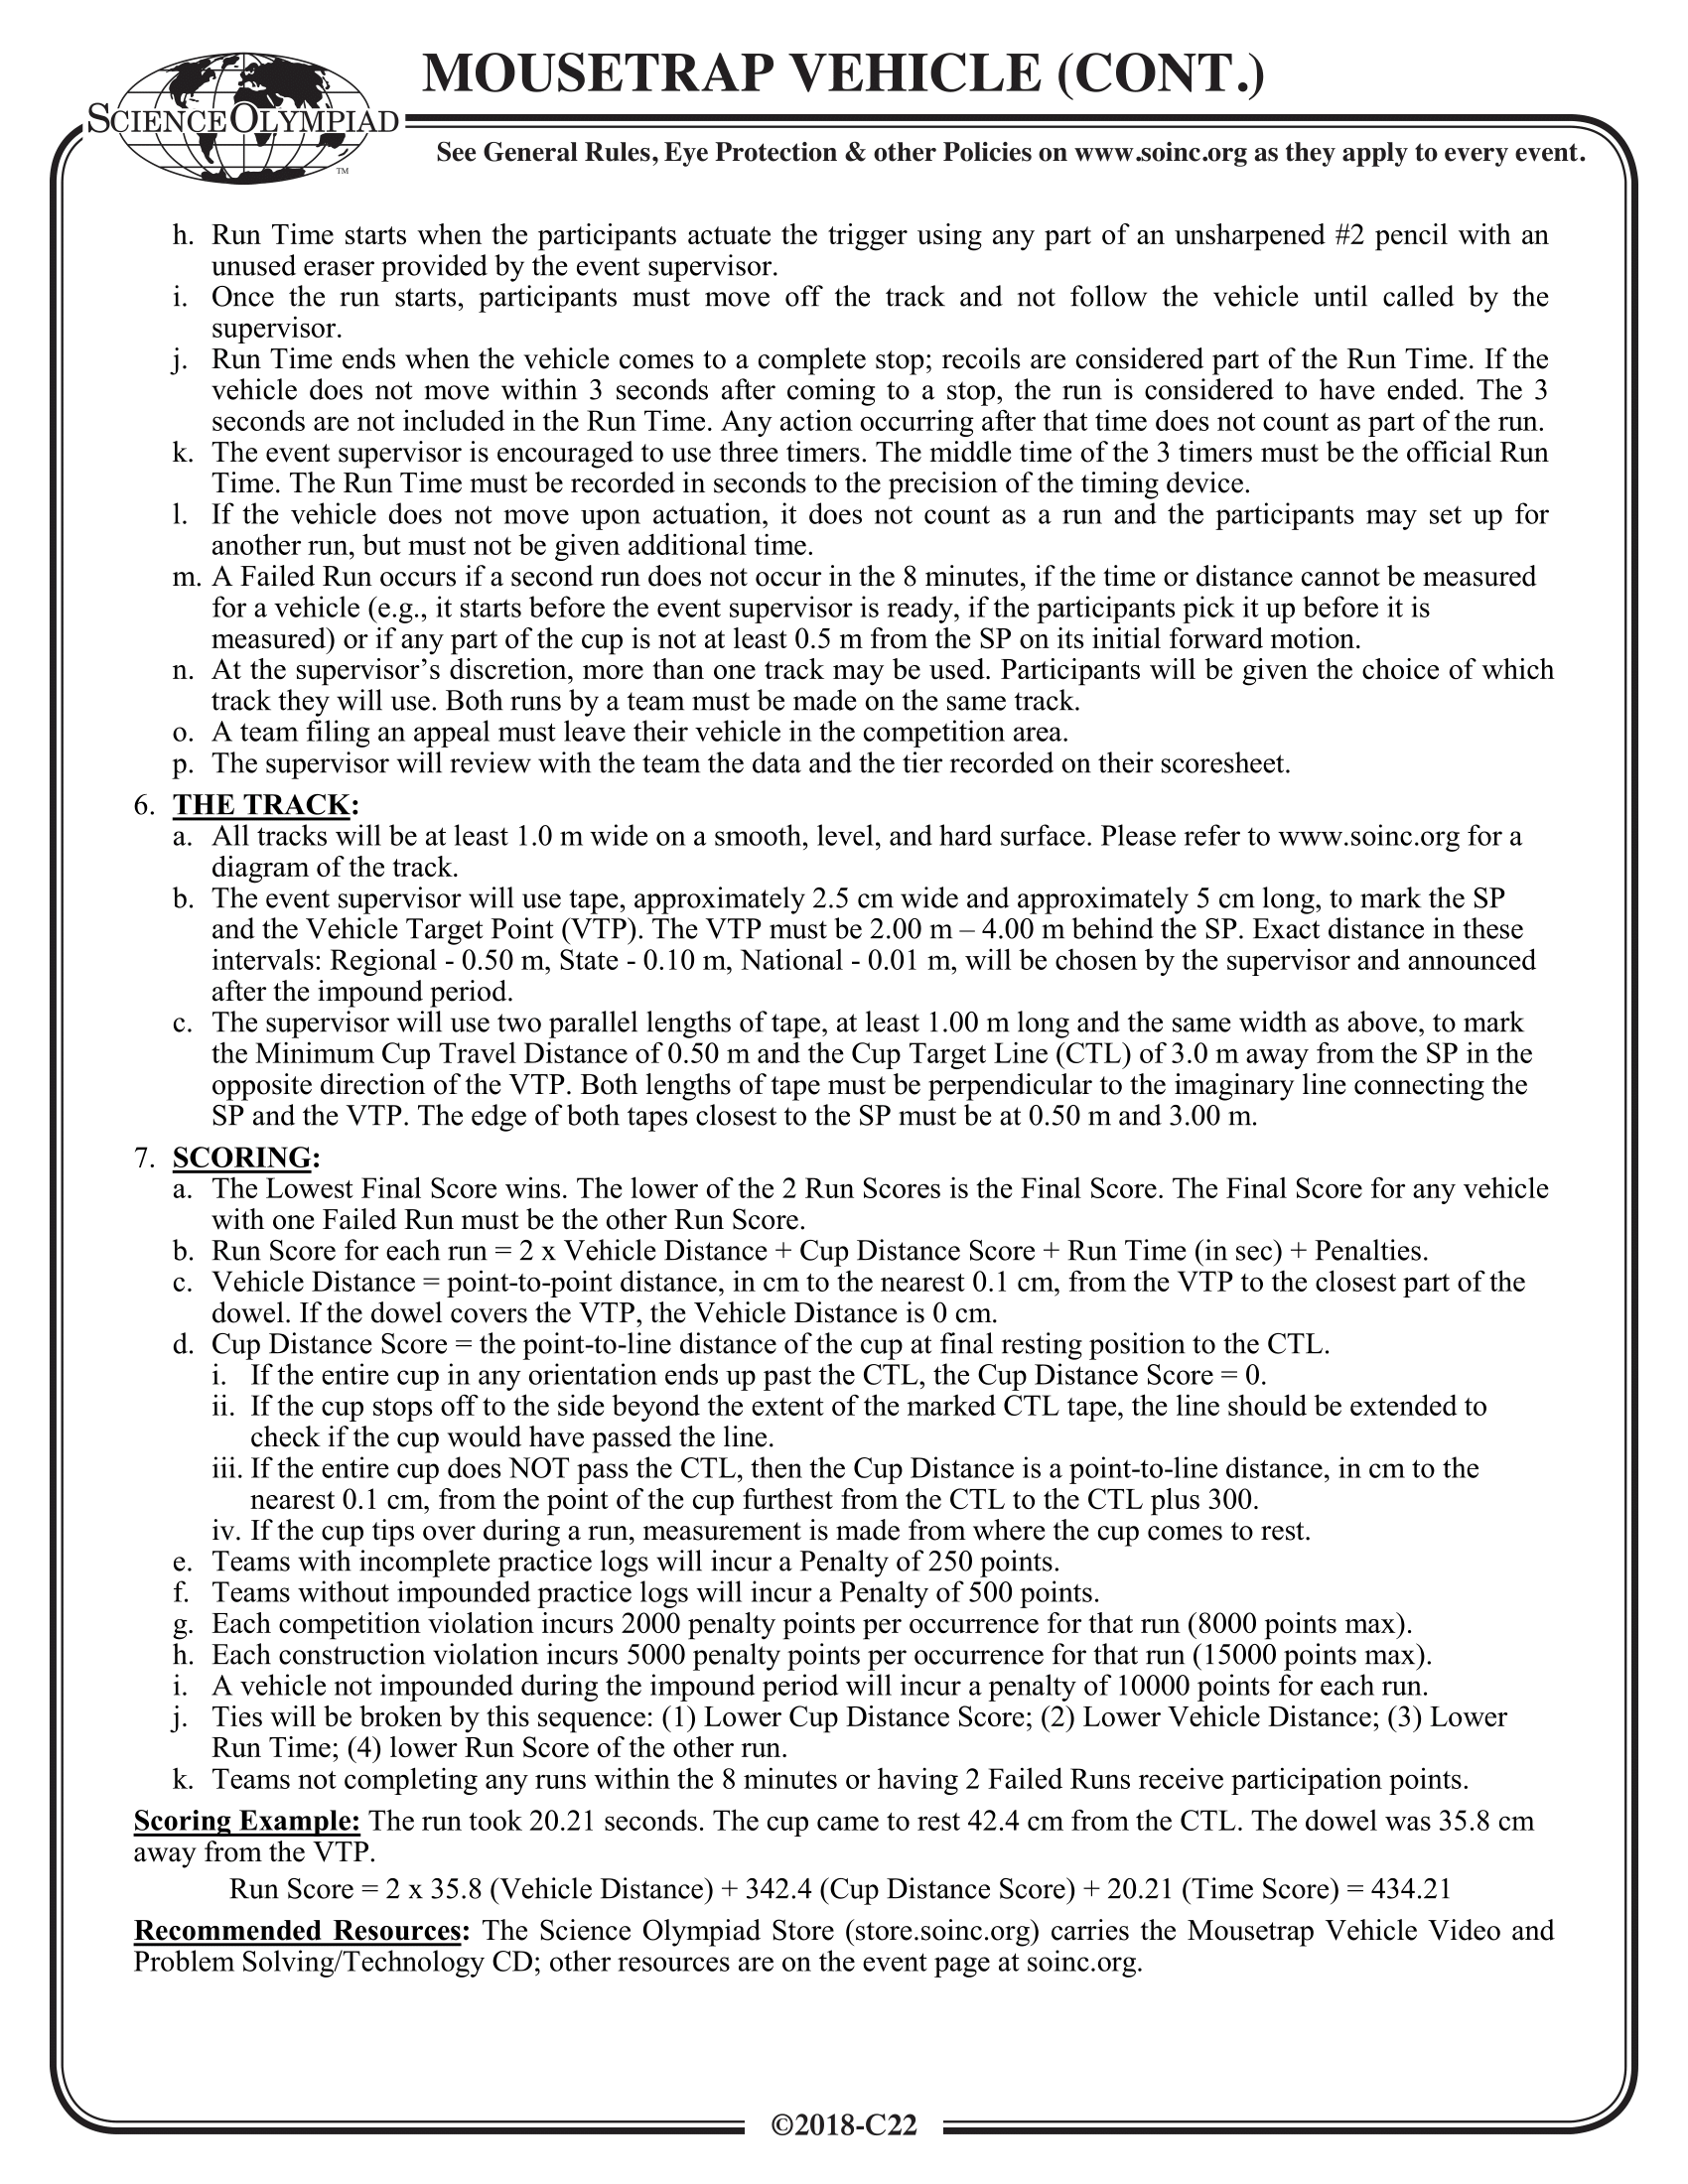 MOUSETRAP VEHICLE (CONT.)
SCIENCE OLYMPIAD
TM
See General Rules, Eye Protection & other Policies on www.soinc.org as they apply to every event.
h. Run Time starts when the participants actuate the trigger using any part of an unsharpened #2 pencil with an
unused eraser provided by the event supervisor.
i. Once the run starts, participants must move off the track and not follow the vehicle until called by the
supervisor.
j. Run Time ends when the vehicle comes to a complete stop; recoils are considered part of the Run Time. If the
vehicle does not move within 3 seconds after coming to a stop, the run is considered to have ended. The 3
seconds are not included in the Run Time. Any action occurring after that time does not count as part of the run.
k. The event supervisor is encouraged to use three timers. The middle time of the 3 timers must be the official Run
Time. The Run Time must be recorded in seconds to the precision of the timing device.
l. If the vehicle does not move upon actuation, it does not count as a run and the participants may set up for
another run, but must not be given additional time.
m. A Failed Run occurs if a second run does not occur in the 8 minutes, if the time or distance cannot be measured
for a vehicle (e.g., it starts before the event supervisor is ready, if the participants pick it up before it is
measured) or if any part of the cup is not at least 0.5 m from the SP on its initial forward motion.
n. At the supervisor's discretion, more than one track may be used. Participants will be given the choice of which
track they will use. Both runs by a team must be made on the same track.
o. A team filing an appeal must leave their vehicle in the competition area.
p. The supervisor will review with the team the data and the tier recorded on their scoresheet.
6. THE TRACK:
a. All tracks will be at least 1.0 m wide on a smooth, level, and hard surface. Please refer to www.soinc.org for a
diagram of the track.
b. The event supervisor will use tape, approximately 2.5 cm wide and approximately 5 cm long, to mark the SP
and the Vehicle Target Point (VTP). The VTP must be 2.00 m – 4.00 m behind the SP. Exact distance in these
intervals: Regional - 0.50 m, State - 0.10 m, National - 0.01 m, will be chosen by the supervisor and announced
after the impound period.
c. The supervisor will use two parallel lengths of tape, at least 1.00 m long and the same width as above, to mark
the Minimum Cup Travel Distance of 0.50 m and the Cup Target Line (CTL) of 3.0 m away from the SP in the
opposite direction of the VTP. Both lengths of tape must be perpendicular to the imaginary line connecting the
SP and the VTP. The edge of both tapes closest to the SP must be at 0.50 m and 3.00 m.
7. SCORING:
a. The Lowest Final Score wins. The lower of the 2 Run Scores is the Final Score. The Final Score for any vehicle
with one Failed Run must be the other Run Score.
b. Run Score for each run = 2 x Vehicle Distance + Cup Distance Score + Run Time (in sec) + Penalties.
c. Vehicle Distance = point-to-point distance, in cm to the nearest 0.1 cm, from the VTP to the closest part of the
dowel. If the dowel covers the VTP, the Vehicle Distance is 0 cm.
d. Cup Distance Score = the point-to-line distance of the cup at final resting position to the CTL.
i. If the entire cup in any orientation ends up past the CTL, the Cup Distance Score = 0.
ii. If the cup stops off to the side beyond the extent of the marked CTL tape, the line should be extended to
check if the cup would have passed the line.
iii. If the entire cup does NOT pass the CTL, then the Cup Distance is a point-to-line distance, in cm to the
nearest 0.1 cm, from the point of the cup furthest from the CTL to the CTL plus 300.
iv. If the cup tips over during a run, measurement is made from where the cup comes to rest.
e. Teams with incomplete practice logs will incur a Penalty of 250 points.
f. Teams without impounded practice logs will incur a Penalty of 500 points.
g. Each competition violation incurs 2000 penalty points per occurrence for that run (8000 points max).
h. Each construction violation incurs 5000 penalty points per occurrence for that run (15000 points max).
i. A vehicle not impounded during the impound period will incur a penalty of 10000 points for each run.
j. Ties will be broken by this sequence: (1) Lower Cup Distance Score; (2) Lower Vehicle Distance; (3) Lower
Run Time; (4) lower Run Score of the other run.
k. Teams not completing any runs within the 8 minutes or having 2 Failed Runs receive participation points.
Scoring Example: The run took 20.21 seconds. The cup came to rest 42.4 cm from the CTL. The dowel was 35.8 cm
away from the VTP.
Run Score = 2 x 35.8 (Vehicle Distance) + 342.4 (Cup Distance Score) + 20.21 (Time Score) = 434.21
Recommended Resources: The Science Olympiad Store (store.soinc.org) carries the Mousetrap Vehicle Video and
Problem Solving/Technology CD; other resources are on the event page at soinc.org.
©2018-C22